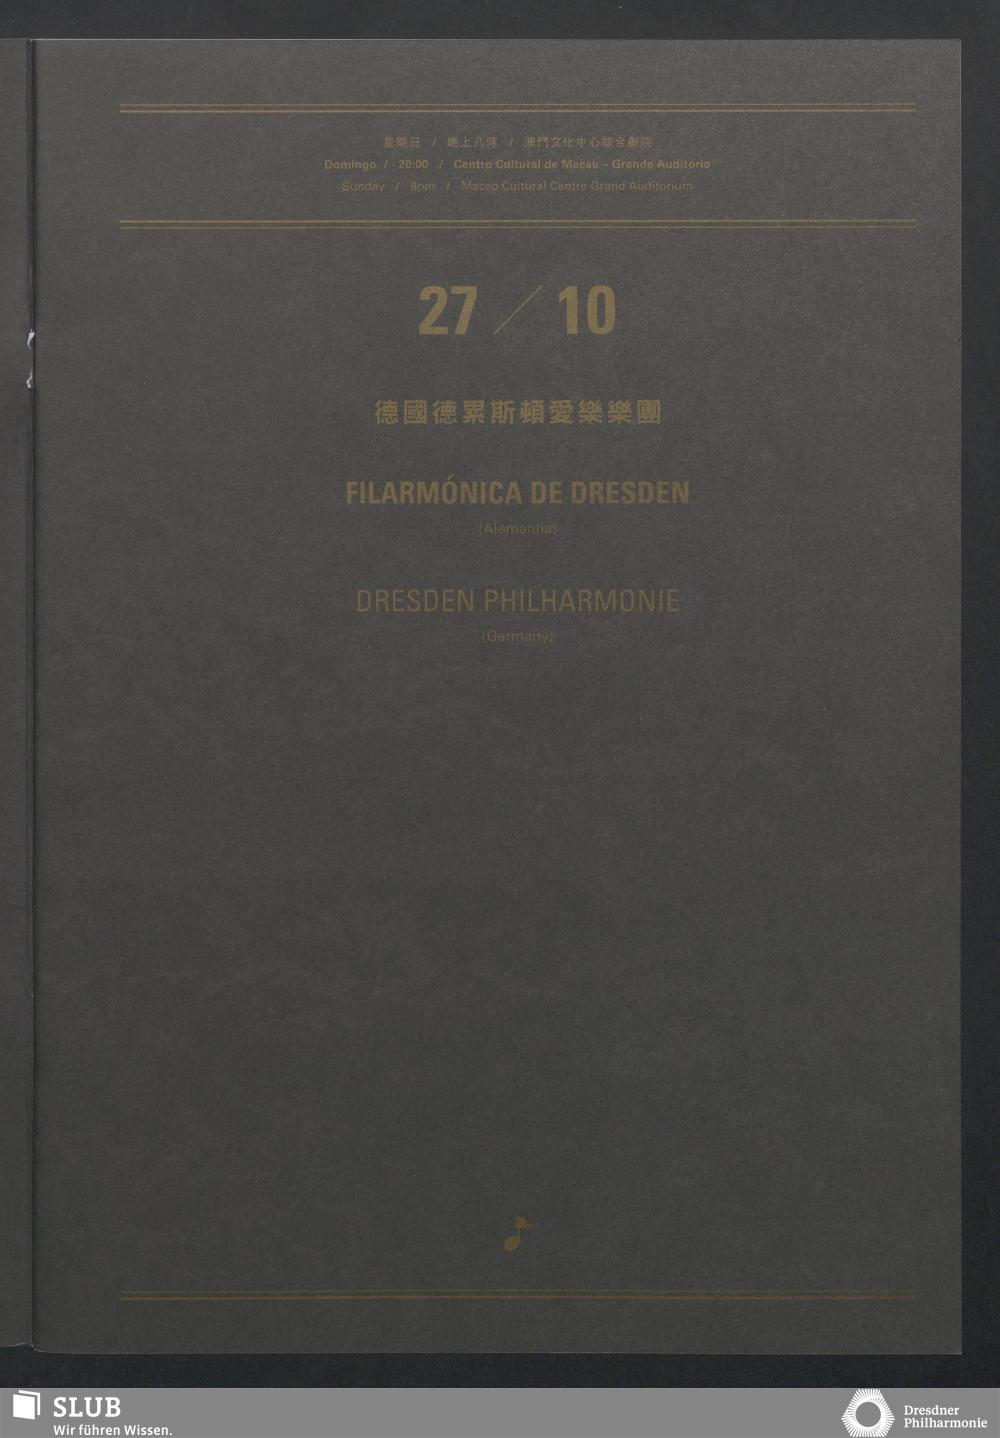 星期日 / 晚上八時 / 澳門文化中心綜合劇院
Domingo / 20:00 / Centro Cultural de Macau – Grande Auditório
Sunday / 8pm / Macao Cultural Centre Grand Auditorium
27 / 10
德國德累斯頓愛樂樂團
FILARMÓNICA DE DRESDEN
(Alemanha)
DRESDEN PHILHARMONIE
(Germany)
SLUB
Wir führen Wissen.
Dresdner
Philharmonie